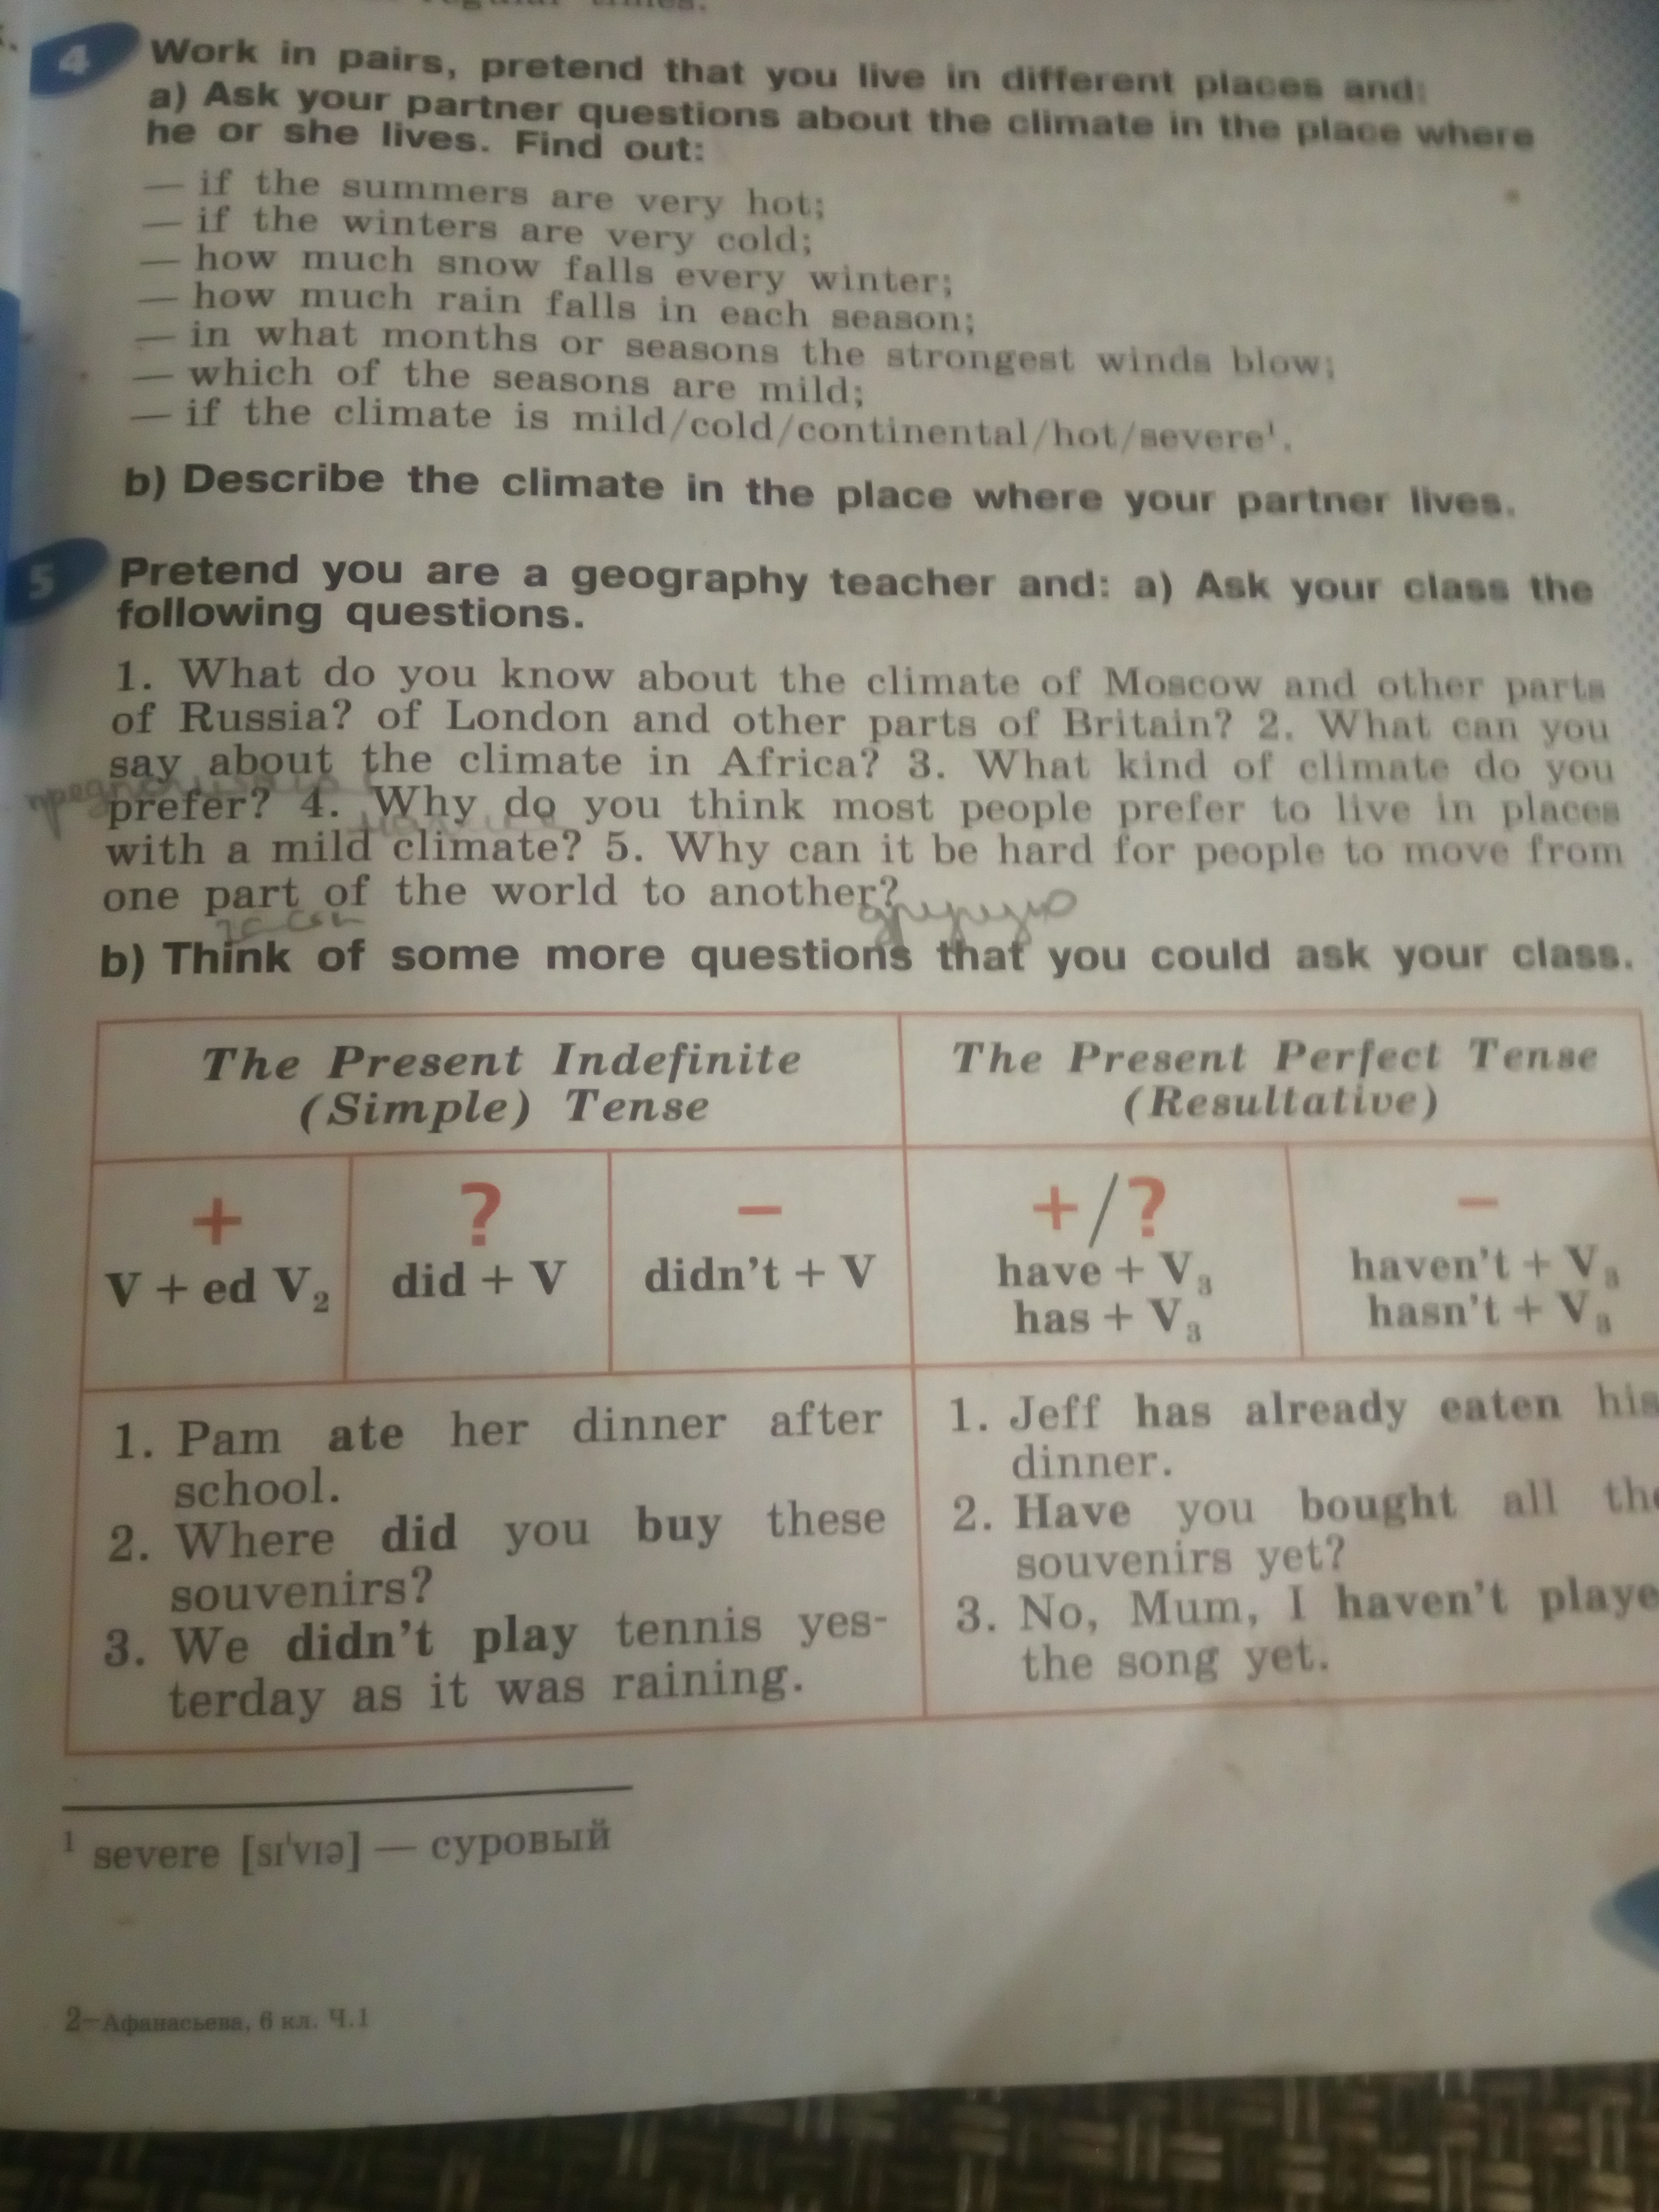 regular times.
4 Work in pairs, pretend that you live in different places and:
a) Ask your partner questions about the climate in the place where
he or she lives. Find out:
— if the summers are very hot;
— if the winters are very cold;
— how much snow falls every winter;
— how much rain falls in each season;
— in what months or seasons the strongest winds blow;
— which of the seasons are mild;
— if the climate is mild/cold/continental/hot/severe¹.
b) Describe the climate in the place where your partner lives.
5 Pretend you are a geography teacher and: a) Ask your class the
following questions.
1. What do you know about the climate of Moscow and other parts
of Russia? of London and other parts of Britain? 2. What can you
say about the climate in Africa? 3. What kind of climate do you
prefer? 4. Why do you think most people prefer to live in places
with a mild climate? 5. Why can it be hard for people to move from
one part of the world to another?
другую
b) Think of some more questions that you could ask your class.
The Present Indefinite
(Simple) Tense
The Present Perfect Tense
(Resultative)
+
V + ed V₂
?
did + V
–
didn't + V
+/?
have + V₃
has + V₃
–
haven't + V₃
hasn't + V₃
1. Pam ate her dinner after
school.
2. Where did you buy these
souvenirs?
3. We didn't play tennis yes-
terday as it was raining.
1. Jeff has already eaten his
dinner.
2. Have you bought all the
souvenirs yet?
3. No, Mum, I haven't playe
the song yet.
¹ severe [sɪˈvɪə] — суровый
2–Афанасьева, 6 кл. Ч.1